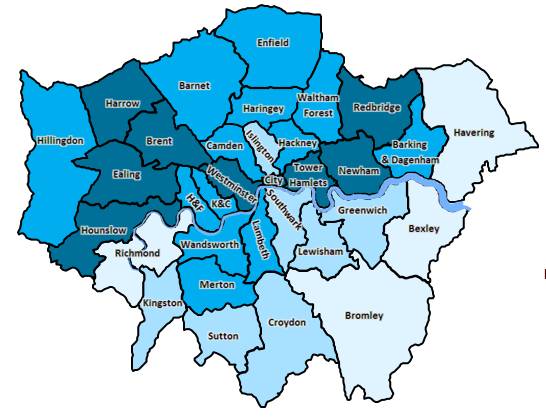 Enfield
Barnet
Harrow
Haringey
Waltham
Forest
Redbridge
Havering
Hillingdon
Brent
Camden
Islington
Hackney
Barking
& Dagenham
Ealing
Westminster
City
Tower
Hamlets
Newham
H&F
K&C
Southwark
Greenwich
Hounslow
Richmond
Wandsworth
Lambeth
Lewisham
Bexley
Merton
Kingston
Sutton
Croydon
Bromley